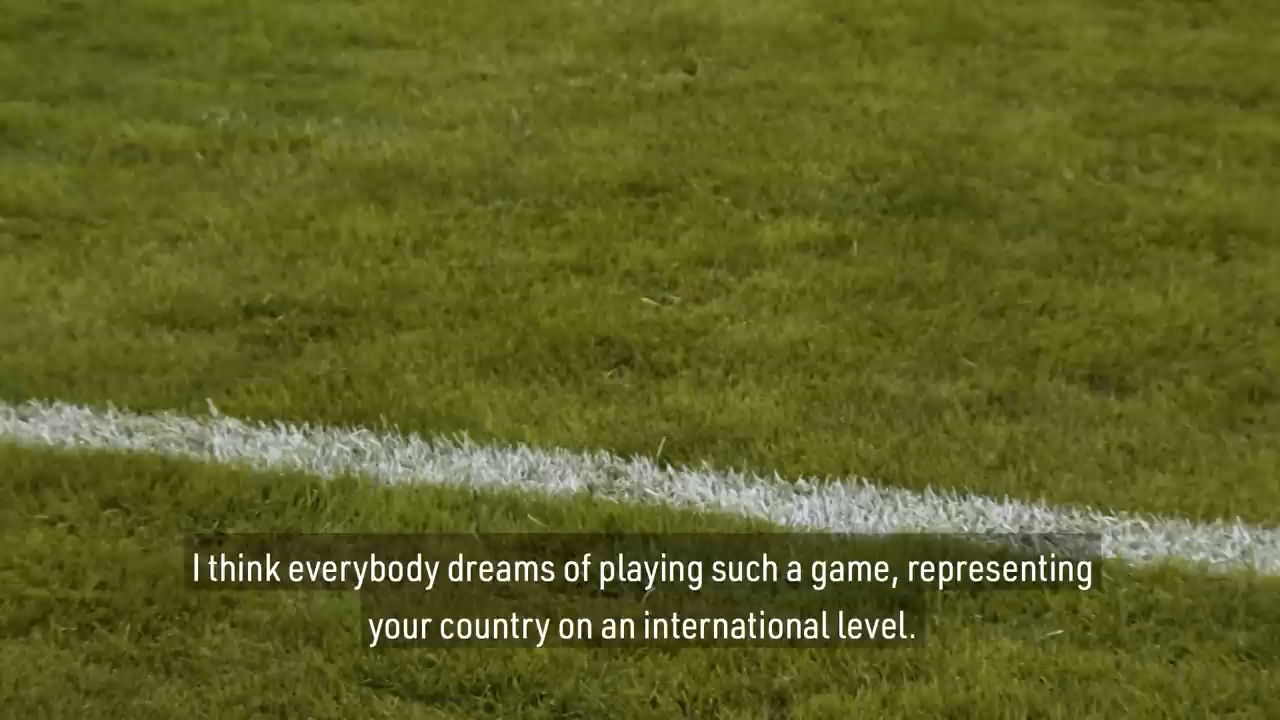 I think everybody dreams of playing such a game, representing
your country on an international level.